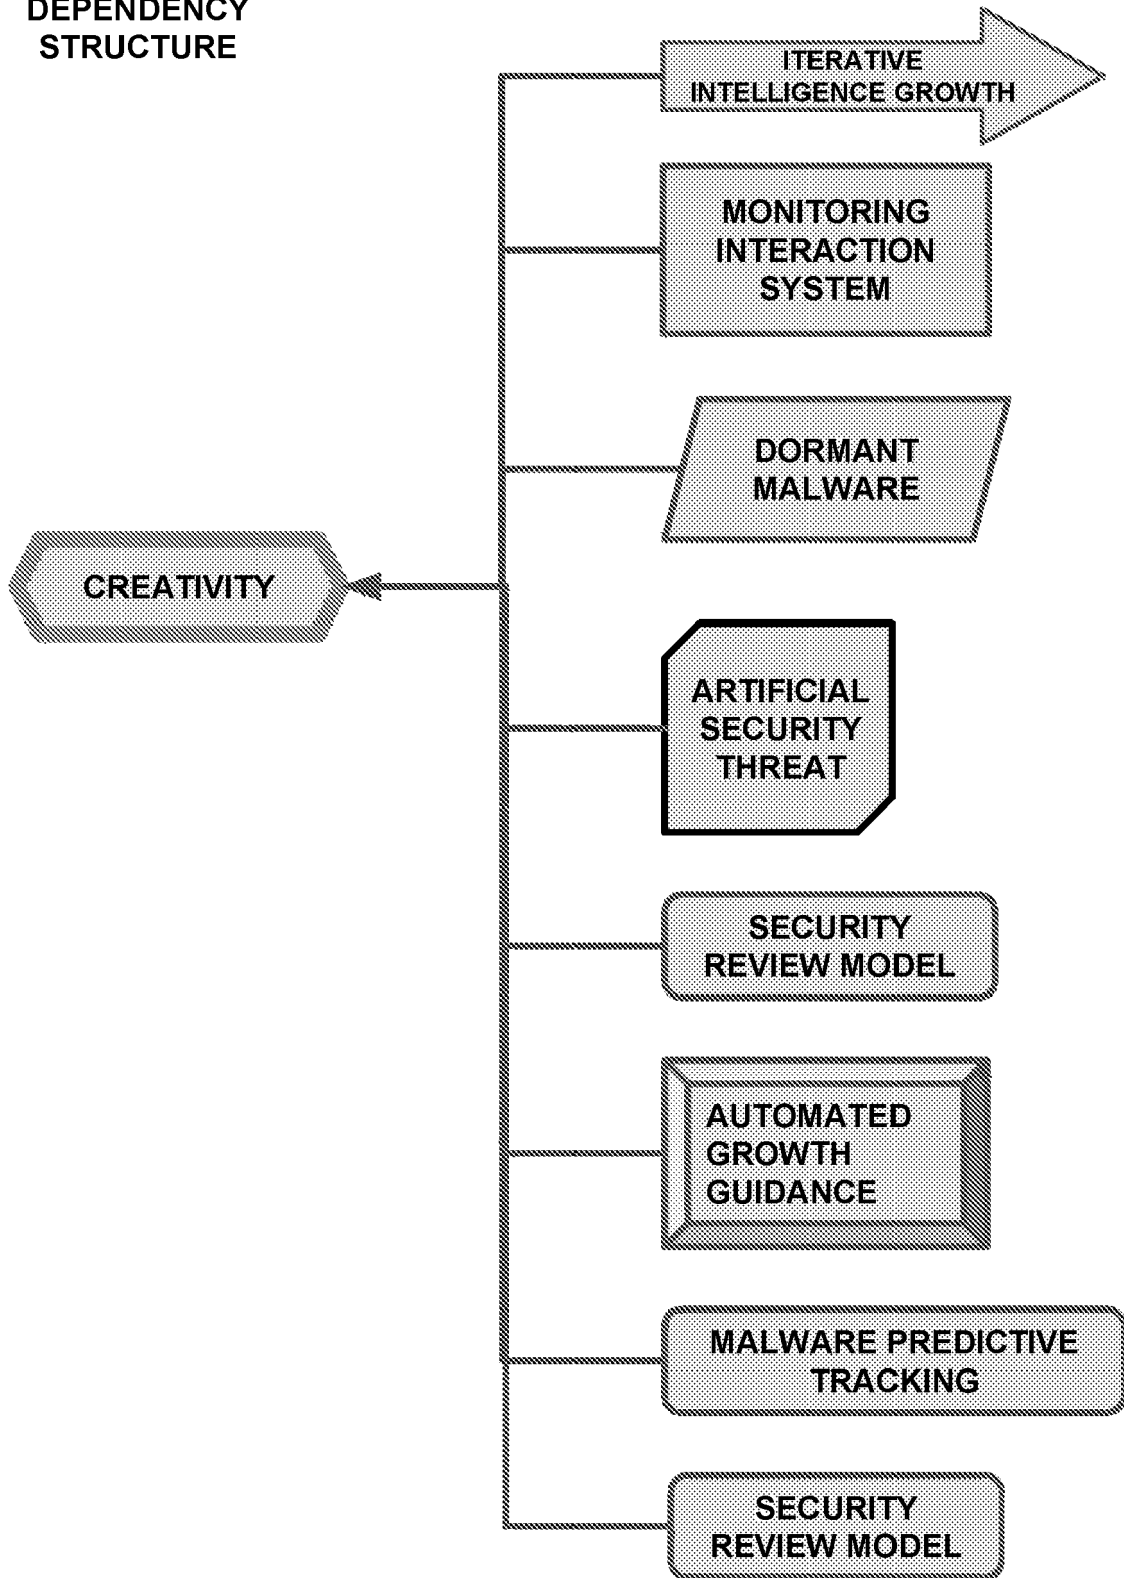 DEPENDENCY
STRUCTURE
ITERATIVE
INTELLIGENCE GROWTH
MONITORING
INTERACTION
SYSTEM
DORMANT
MALWARE
CREATIVITY
ARTIFICIAL
SECURITY
THREAT
SECURITY
REVIEW MODEL
AUTOMATED
GROWTH
GUIDANCE
MALWARE PREDICTIVE
TRACKING
SECURITY
REVIEW MODEL